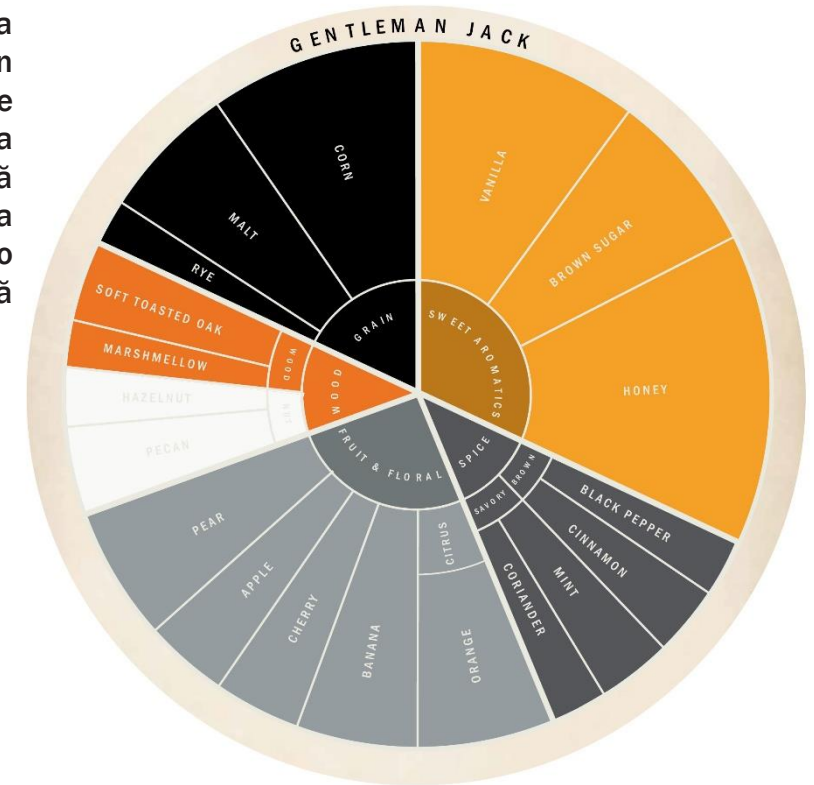 a
n
e
a
ă
a
o
ă
GENTLEMAN JACK
CORN
MALT
RYE
GRAIN
VANILLA
BROWN SUGAR
HONEY
SWEET AROMATICS
SOFT TOASTED OAK
MARSHMELLOW
WOOD
HAZELNUT
PECAN
NUT
WOOD
SPICE
BROWN
SAVORY
BLACK PEPPER
CINNAMON
MINT
CORIANDER
FRUIT & FLORAL
PEAR
APPLE
CHERRY
BANANA
CITRUS
ORANGE